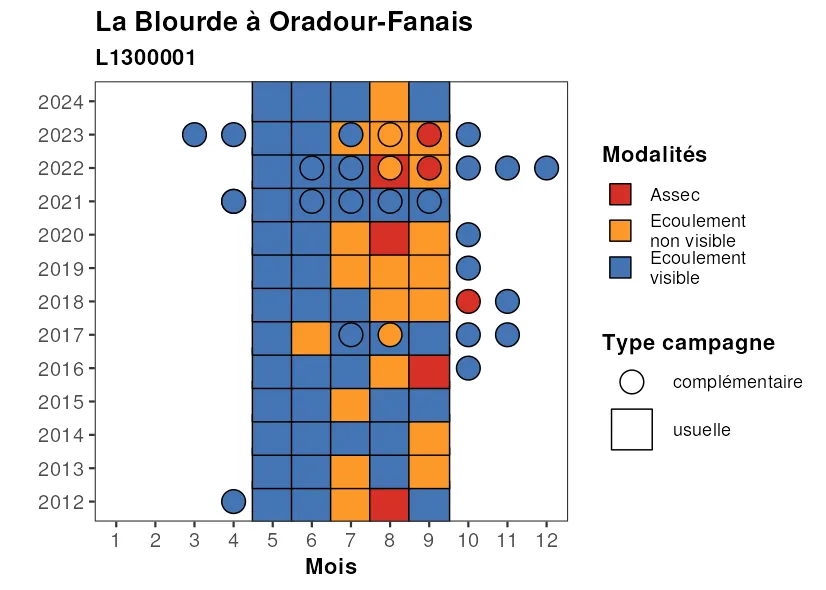 La Blourde à Oradour-Fanais
L1300001
2024
2023
2022
2021
2020
2019
2018
2017
2016
2015
2014
2013
2012
1 2 3 4 5 6 7 8 9 10 11 12
Mois
Modalités
Assec
Ecoulement
non visible
Ecoulement
visible
Type campagne
complémentaire
usuelle